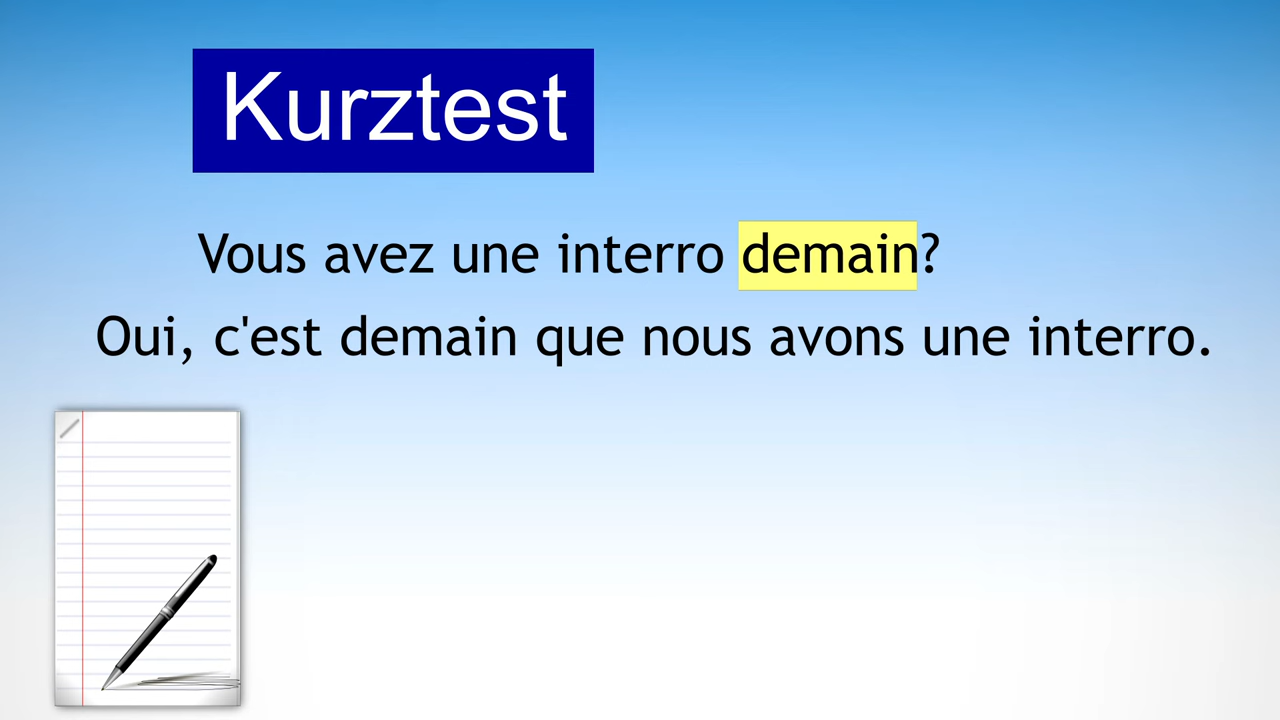 Kurztest
Vous avez une interro demain?
Oui, c'est demain que nous avons une interro.